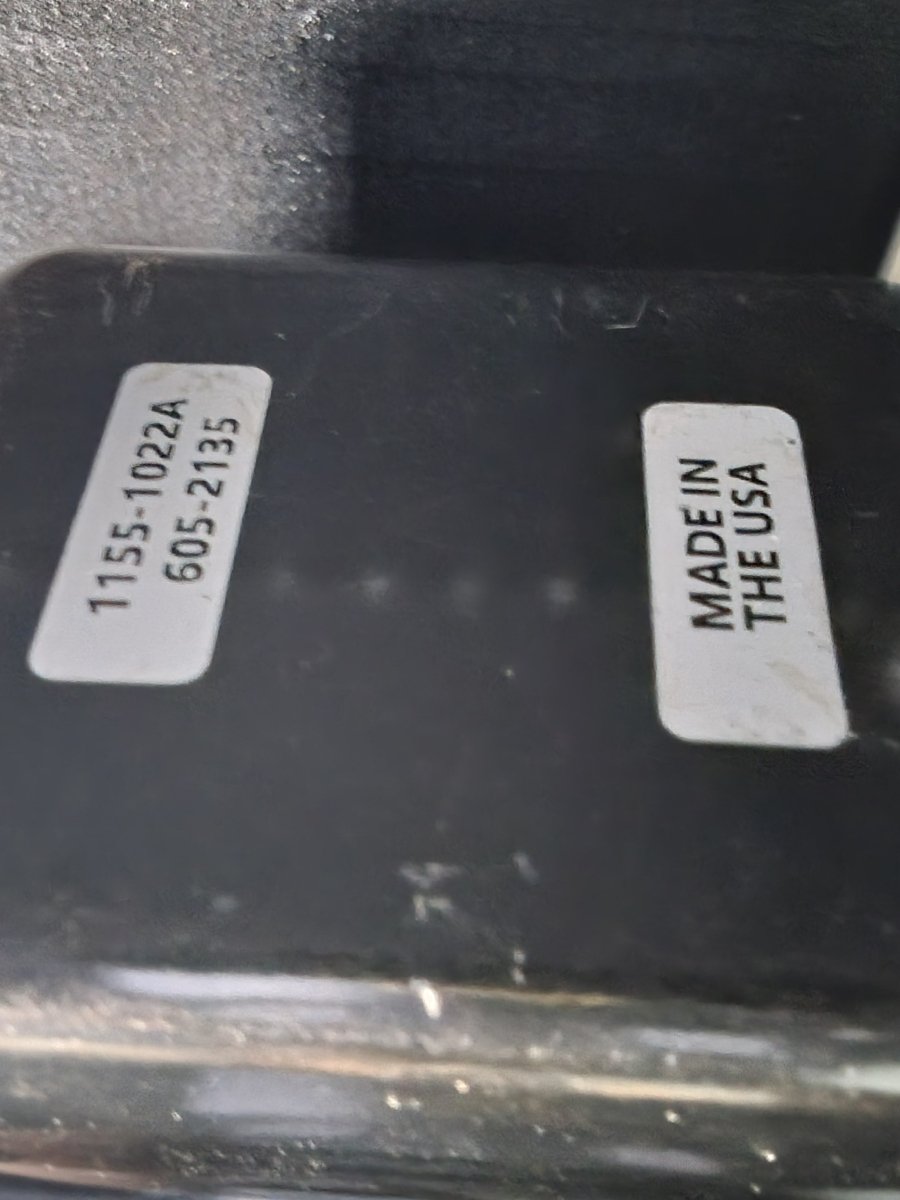 1155-1022A
605-2135
MADE IN
THE USA